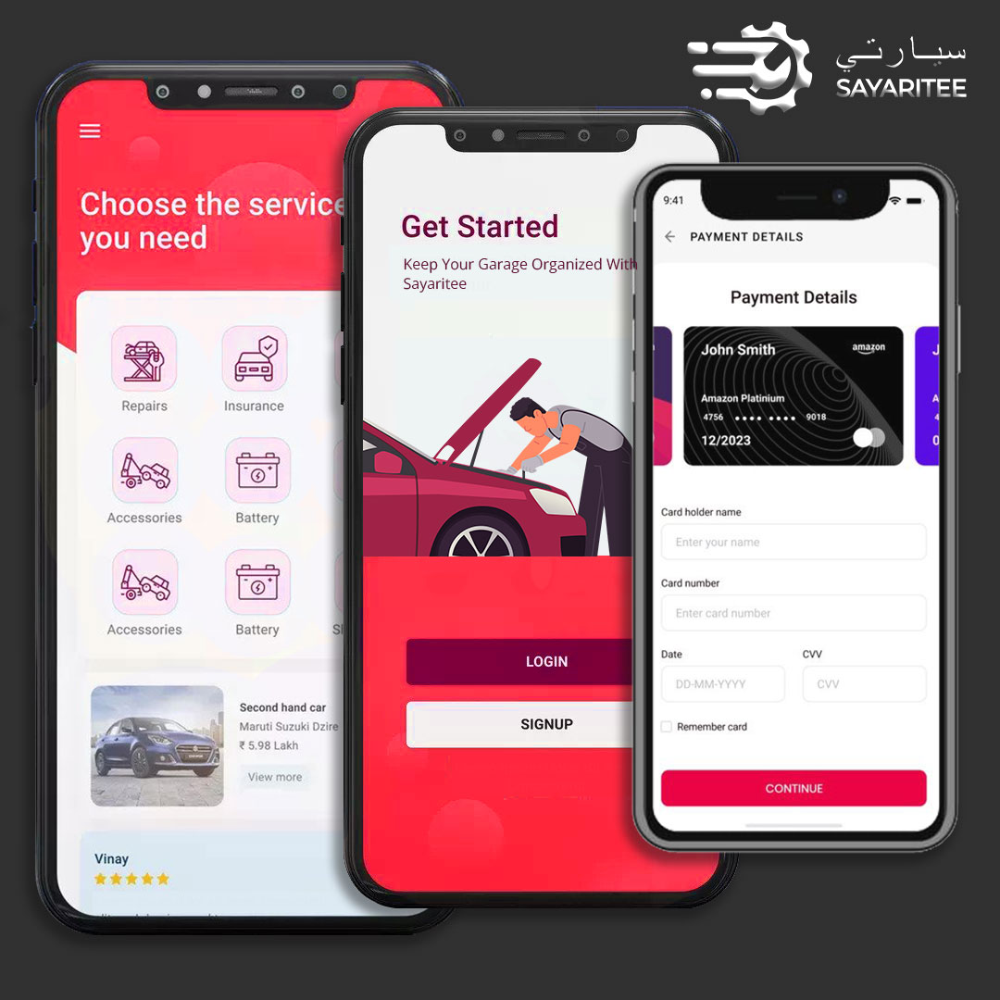 سيارتي
SAYARITEE
Choose the service
you need
Repairs
Insurance
Accessories
Battery
Accessories
Battery
Second hand car
Maruti Suzuki Dzire
₹ 5.98 Lakh
View more
Vinay
Get Started
Keep Your Garage Organized With
Sayaritee
LOGIN
SIGNUP
9:41
PAYMENT DETAILS
Payment Details
John Smith
amazon
Amazon Platinium
4756 •••• •••• 9018
12/2023
Card holder name
Enter your name
Card number
Enter card number
Date
CVV
DD-MM-YYYY
CVV
Remember card
CONTINUE